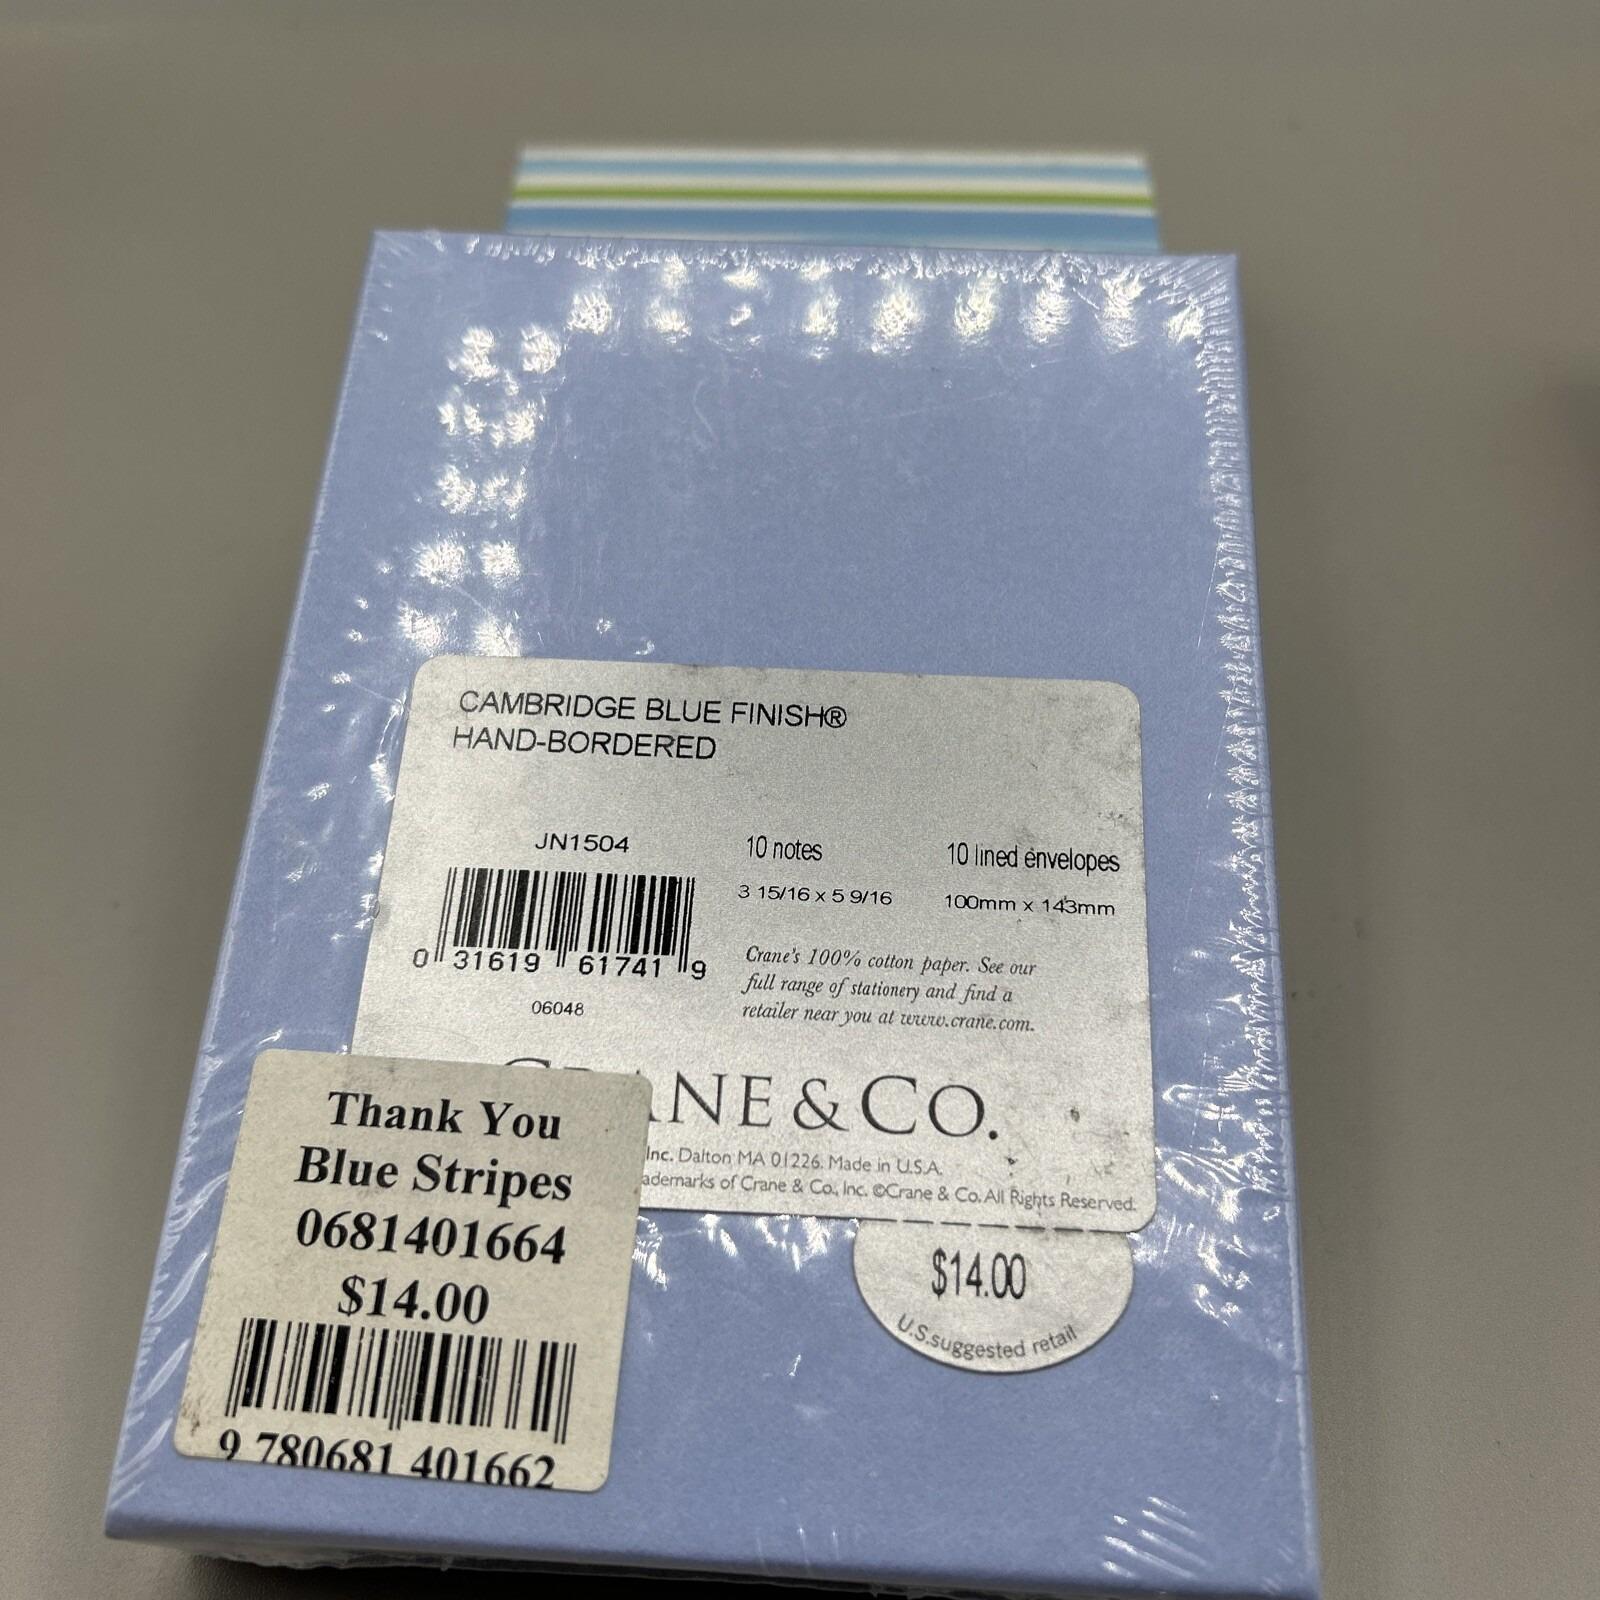 CAMBRIDGE BLUE FINISH®
HAND-BORDERED
JN1504
10 notes
10 lined envelopes
3 15/16 x 5 9/16
100mm x 143mm
0 31619 61741 9
06048
Crane's 100% cotton paper. See our
full range of stationery and find a
retailer near you at www.crane.com.
CRANE & CO.
Inc. Dalton MA 01226. Made in U.S.A.
ademarks of Crane & Co., Inc. ©Crane & Co. All Rights Reserved.
$14.00
U.S.suggested retail
Thank You
Blue Stripes
0681401664
$14.00
9 780681 401662